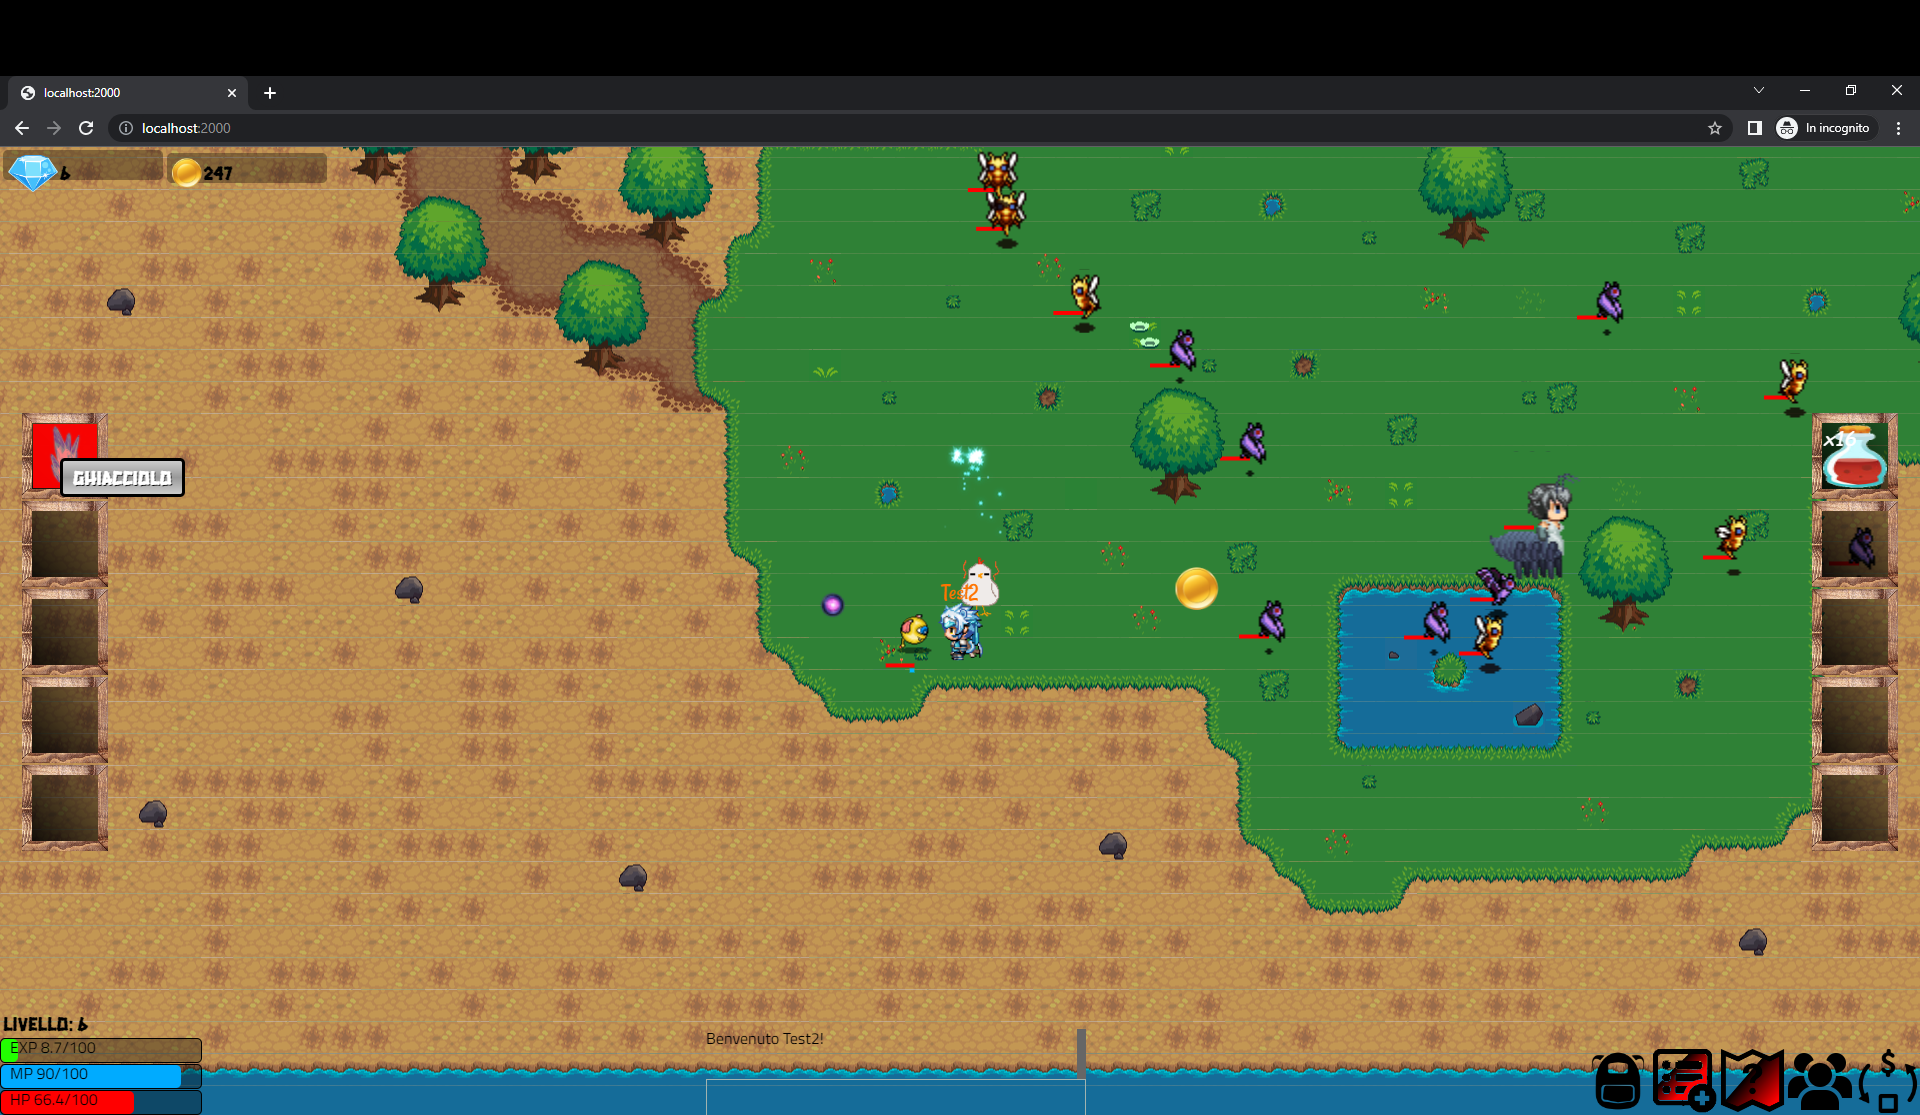 localhost:2000
localhost:2000
In incognito
6
247
GHIACCIOLO
x16
Test2
LIVELLO: 6
EXP 8.7/100
MP 90/100
HP 66.4/100
Benvenuto Test2!
?
$